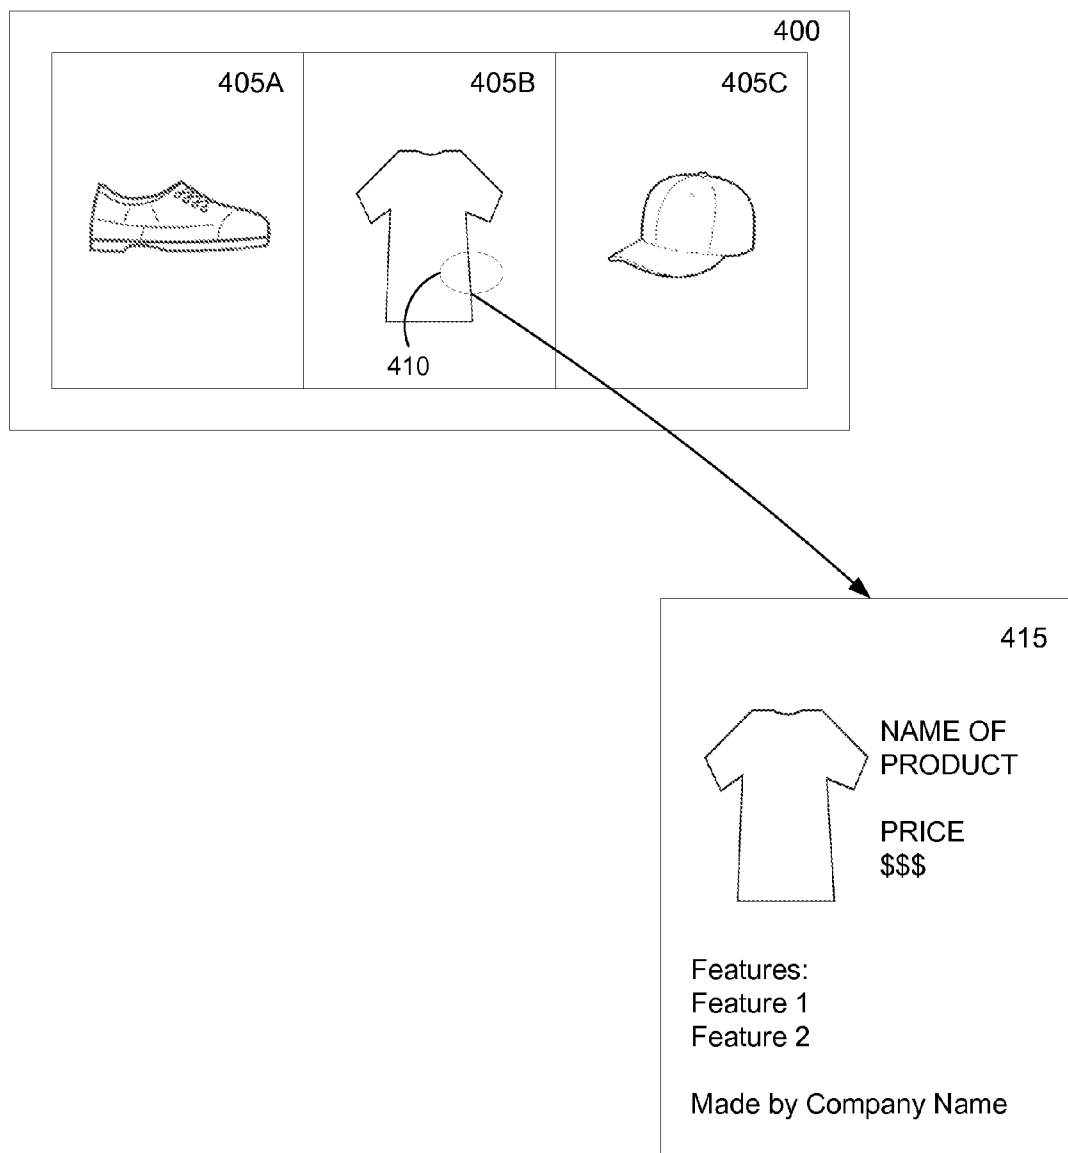 400
405A
405B
405C
410
415
NAME OF
PRODUCT
PRICE
$$$
Features:
Feature 1
Feature 2
Made by Company Name